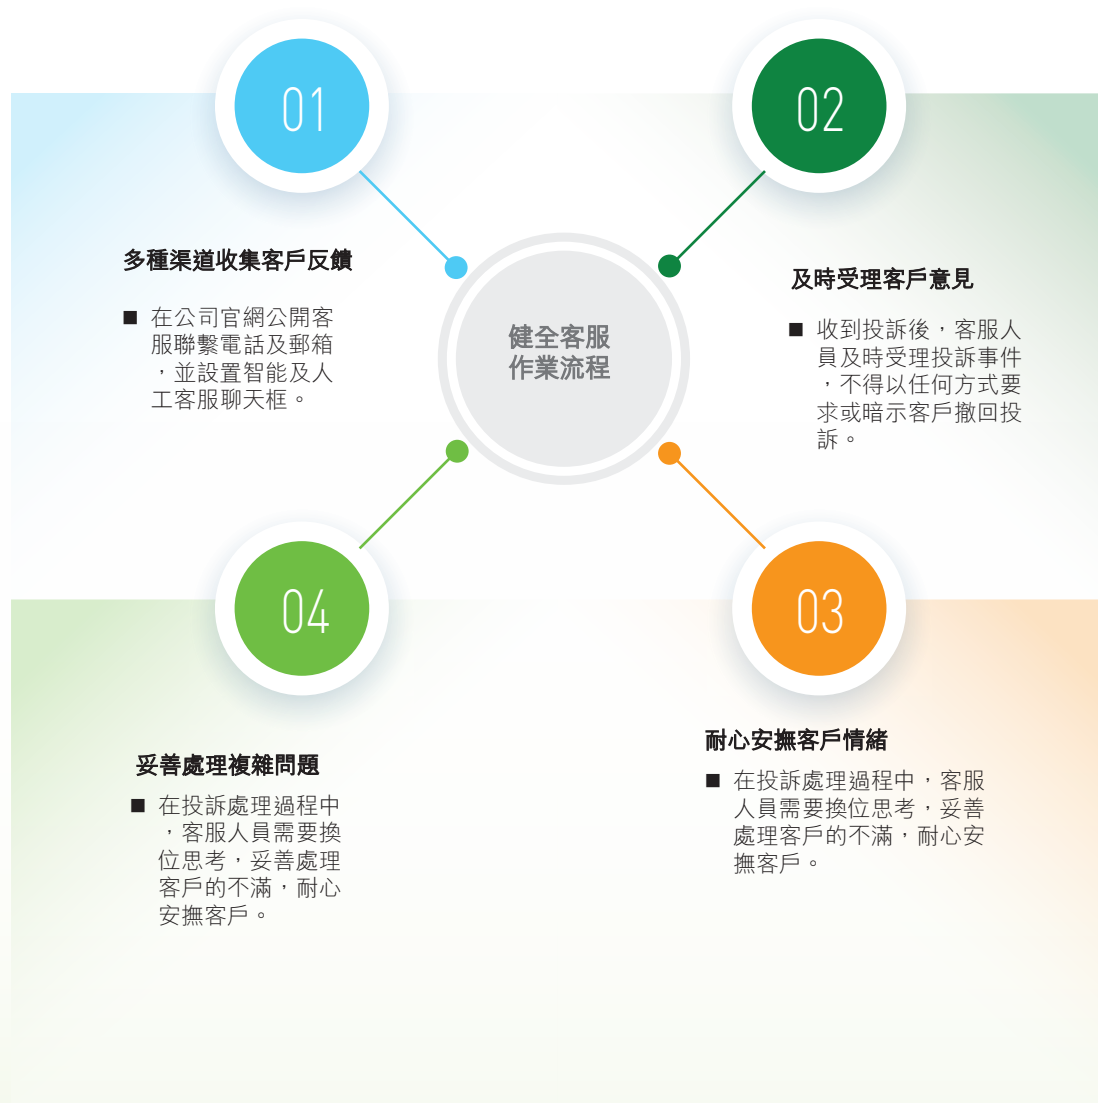 01
多種渠道收集客戶反饋
■ 在公司官網公開客
服聯繫電話及郵箱
,並設置智能及人
工客服聊天框。
02
及時受理客戶意見
■ 收到投訴後,客服人
員及時受理投訴事件
,不得以任何方式要
求或暗示客戶撤回投
訴。
健全客服
作業流程
03
耐心安撫客戶情緒
■ 在投訴處理過程中,客服
人員需要換位思考,妥善
處理客戶的不滿,耐心安
撫客戶。
04
妥善處理複雜問題
■ 在投訴處理過程中
,客服人員需要換
位思考,妥善處理
客戶的不滿,耐心
安撫客戶。